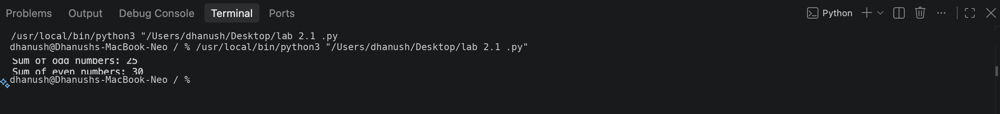 Problems Output Debug Console Terminal Ports Python
/usr/local/bin/python3 "/Users/dhanush/Desktop/lab 2.1 .py
dhanush@Dhanushs-MacBook-Neo / % /usr/local/bin/python3 "/Users/dhanush/Desktop/lab 2.1 .py"
Sum of odd numbers: 25
Sum of even numbers: 30
dhanush@Dhanushs-MacBook-Neo / %